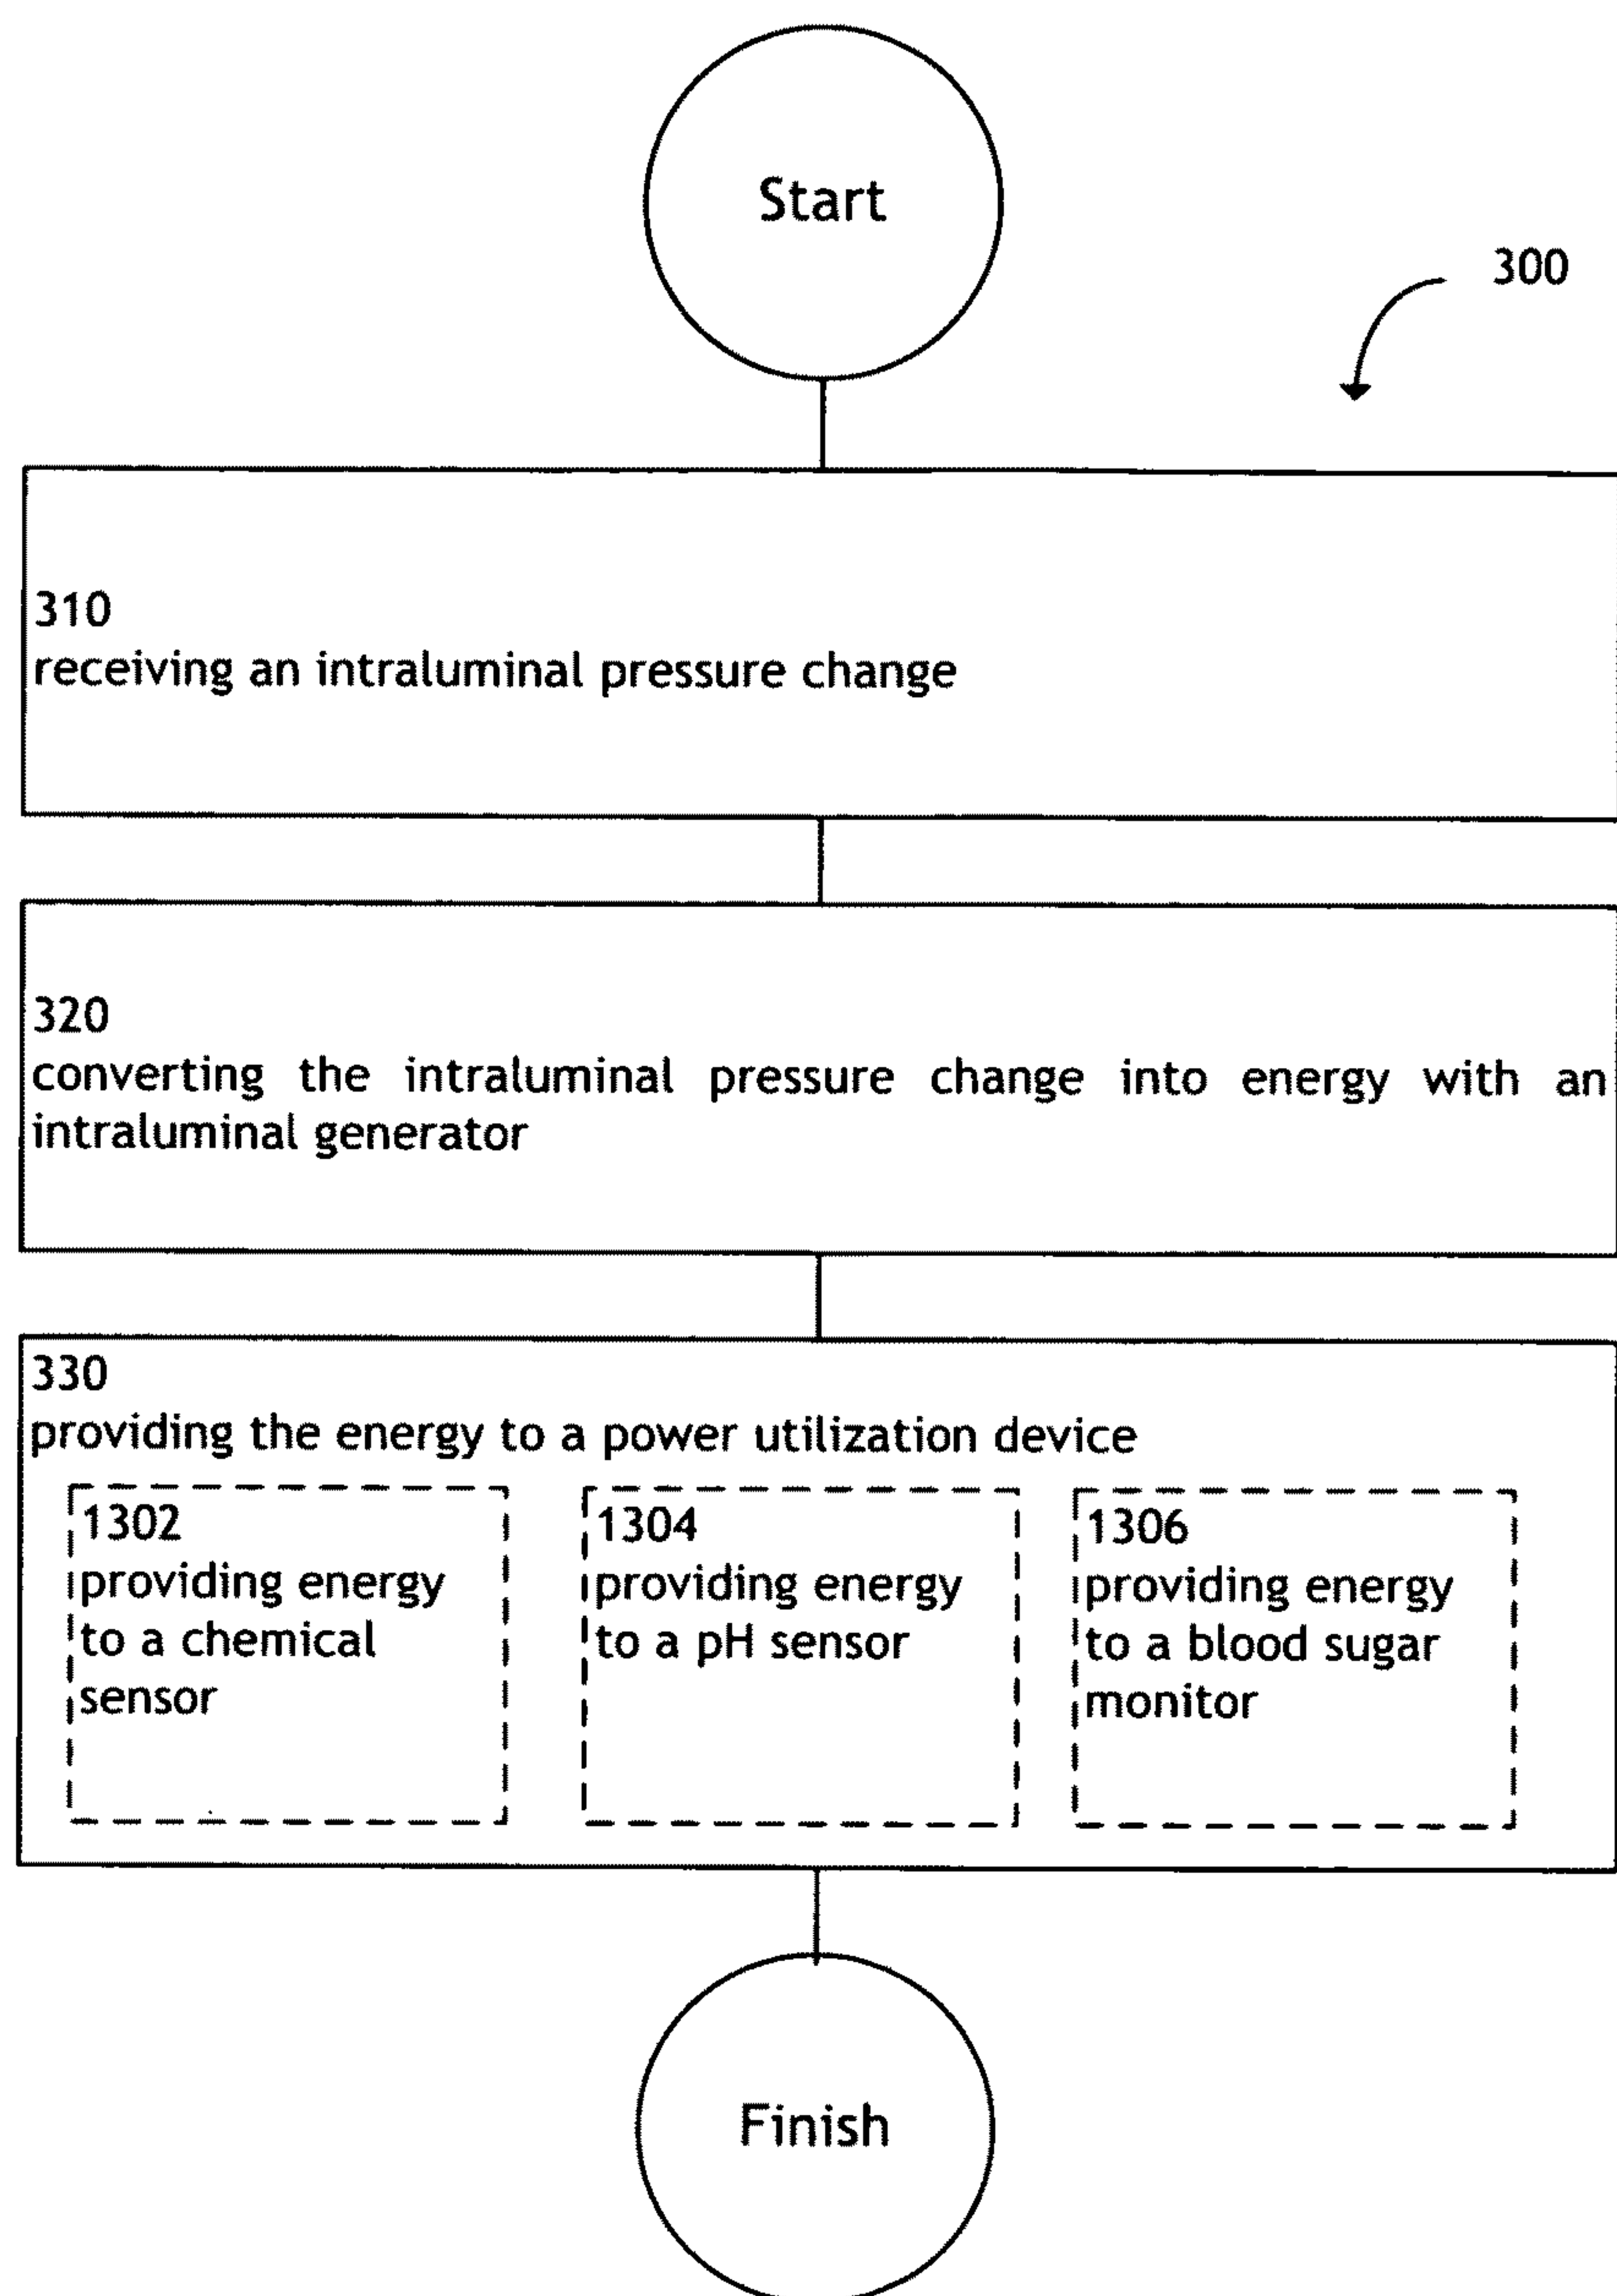 Start
300
310
receiving an intraluminal pressure change
320
converting the intraluminal pressure change into energy with an
intraluminal generator
330
providing the energy to a power utilization device
1302
providing energy
to a chemical
sensor
1304
providing energy
to a pH sensor
1306
providing energy
to a blood sugar
monitor
Finish